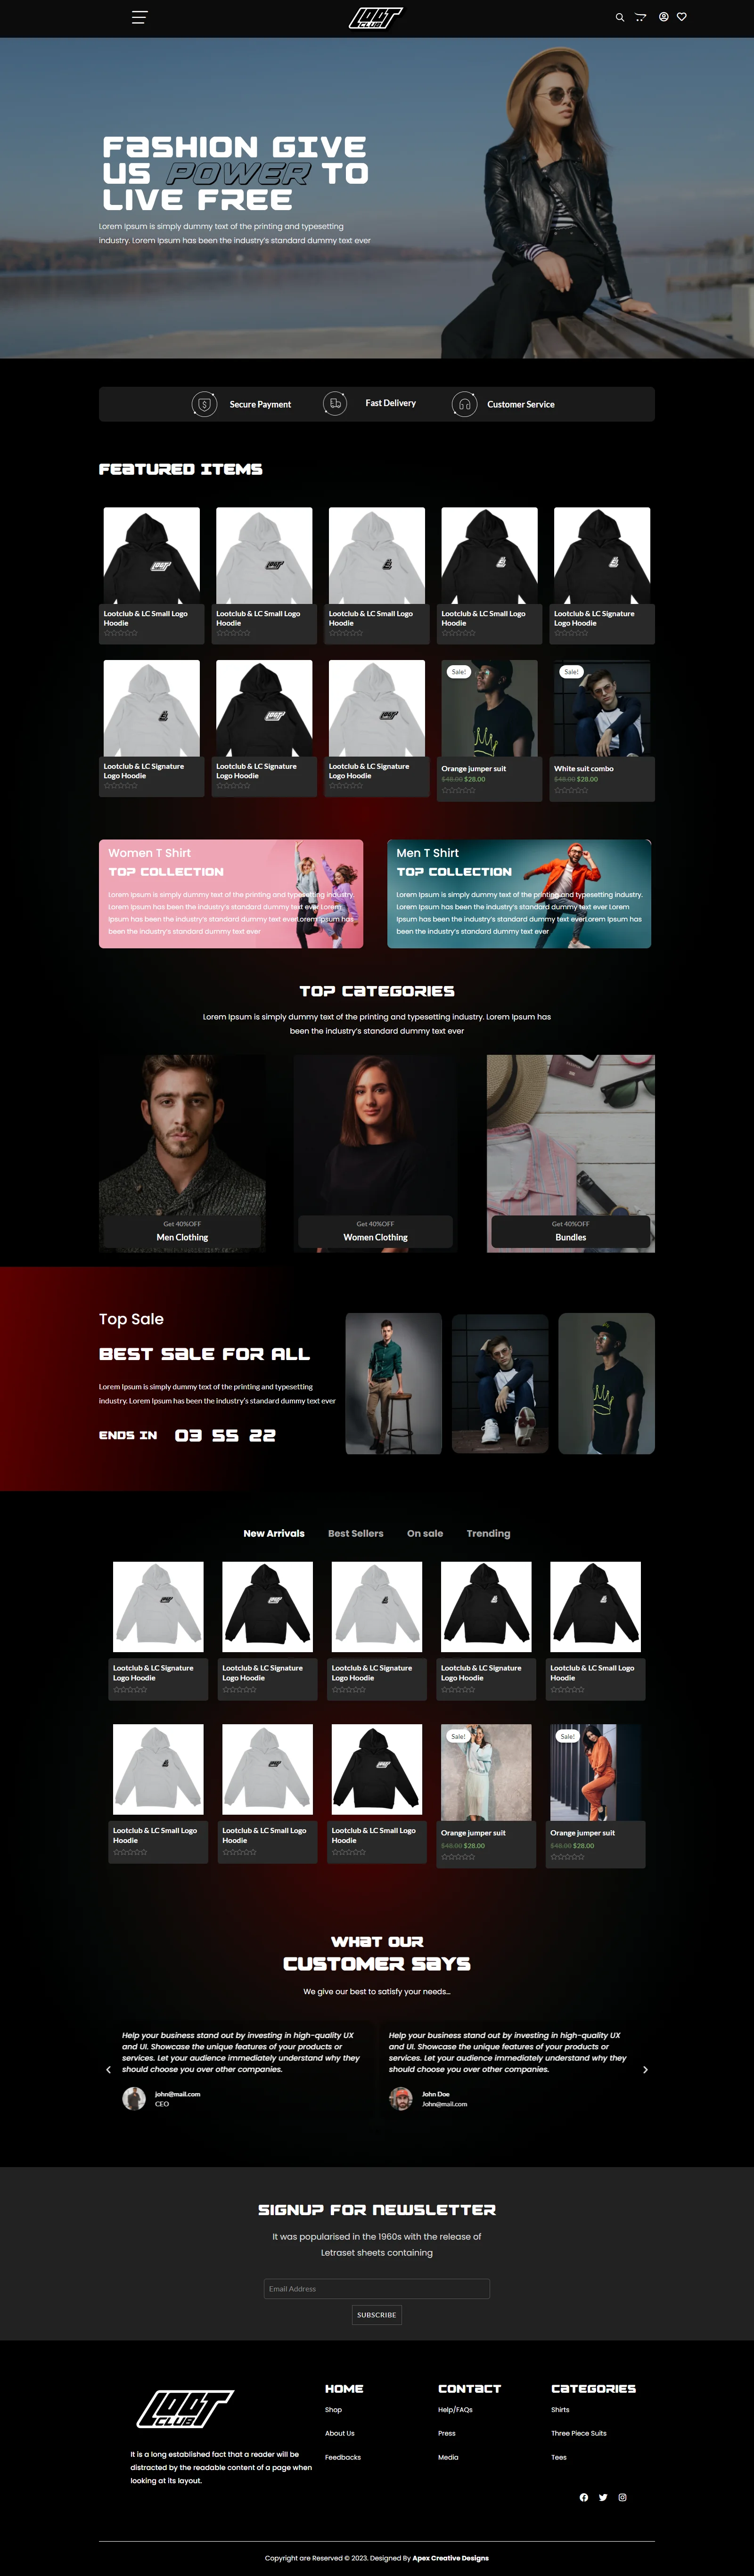 LOOT
CLUB
FASHION GIVE
US POWER TO
LIVE FREE
Lorem Ipsum is simply dummy text of the printing and typesetting
industry. Lorem Ipsum has been the industry's standard dummy text ever
Secure Payment
Fast Delivery
Customer Service
FEATURED ITEMS
Lootclub & LC Small Logo
Hoodie
Lootclub & LC Small Logo
Hoodie
Lootclub & LC Small Logo
Hoodie
Lootclub & LC Small Logo
Hoodie
Lootclub & LC Signature
Logo Hoodie
Lootclub & LC Signature
Logo Hoodie
Lootclub & LC Signature
Logo Hoodie
Lootclub & LC Signature
Logo Hoodie
Sale!
Orange jumper suit
$48.00 $28.00
Sale!
White suit combo
$48.00 $28.00
Women T Shirt
TOP COLLECTION
Lorem Ipsum is simply dummy text of the printing and typesetting industry.
Lorem Ipsum has been the industry's standard dummy text ever Lorem
Ipsum has been the industry's standard dummy text everLorem Ipsum has
been the industry's standard dummy text ever
Men T Shirt
TOP COLLECTION
Lorem Ipsum is simply dummy text of the printing and typesetting industry.
Lorem Ipsum has been the industry's standard dummy text ever Lorem
Ipsum has been the industry's standard dummy text everLorem Ipsum has
been the industry's standard dummy text ever
TOP CATEGORIES
Lorem Ipsum is simply dummy text of the printing and typesetting industry. Lorem Ipsum has
been the industry's standard dummy text ever
Get 40%OFF
Men Clothing
Get 40%OFF
Women Clothing
Get 40%OFF
Bundles
Top Sale
BEST SALE FOR ALL
Lorem Ipsum is simply dummy text of the printing and typesetting
industry. Lorem Ipsum has been the industry's standard dummy text ever
ENDS IN 03 55 22
New Arrivals Best Sellers On sale Trending
Lootclub & LC Signature
Logo Hoodie
Lootclub & LC Signature
Logo Hoodie
Lootclub & LC Signature
Logo Hoodie
Lootclub & LC Signature
Logo Hoodie
Lootclub & LC Small Logo
Hoodie
Lootclub & LC Small Logo
Hoodie
Lootclub & LC Small Logo
Hoodie
Lootclub & LC Small Logo
Hoodie
Sale!
Orange jumper suit
$48.00 $28.00
Sale!
Orange jumper suit
$48.00 $28.00
WHAT OUR
CUSTOMER SAYS
We give our best to satisfy your needs...
Help your business stand out by investing in high-quality UX
and UI. Showcase the unique features of your products or
services. Let your audience immediately understand why they
should choose you over other companies.
john@mail.com
CEO
Help your business stand out by investing in high-quality UX
and UI. Showcase the unique features of your products or
services. Let your audience immediately understand why they
should choose you over other companies.
John Doe
John@mail.com
SIGNUP FOR NEWSLETTER
It was popularised in the 1960s with the release of
Letraset sheets containing
Email Address
SUBSCRIBE
LOOT
CLUB
It is a long established fact that a reader will be
distracted by the readable content of a page when
looking at its layout.
HOME
Shop
About Us
Feedbacks
CONTACT
Help/FAQs
Press
Media
CATEGORIES
Shirts
Three Piece Suits
Tees
Copyright are Reserved © 2023. Designed By Apex Creative Designs